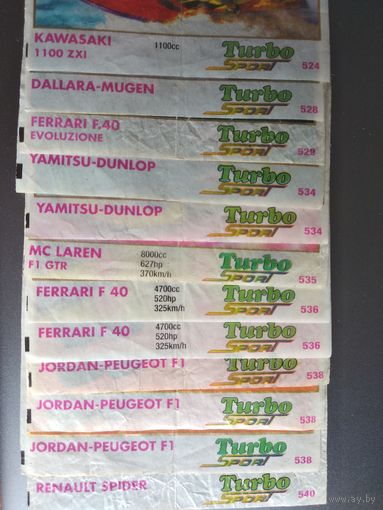 KAWASAKI
1100 ZXI
1100cc
Turbo
SPORT
524
DALLARA-MUGEN
Turbo
SPORT
528
FERRARI F.40
EVOLUZIONE
Turbo
SPORT
529
YAMITSU-DUNLOP
Turbo
SPORT
534
YAMITSU-DUNLOP
Turbo
SPORT
534
MC LAREN
F1 GTR
8000cc
627hp
370km/h
Turbo
SPORT
535
FERRARI F 40
4700cc
520hp
325km/h
Turbo
SPORT
536
FERRARI F 40
4700cc
520hp
325km/h
Turbo
SPORT
536
JORDAN-PEUGEOT F1
Turbo
SPORT
538
JORDAN-PEUGEOT F1
Turbo
SPORT
538
JORDAN-PEUGEOT F1
Turbo
SPORT
538
RENAULT SPIDER
Turbo
SPORT
540
ay.by